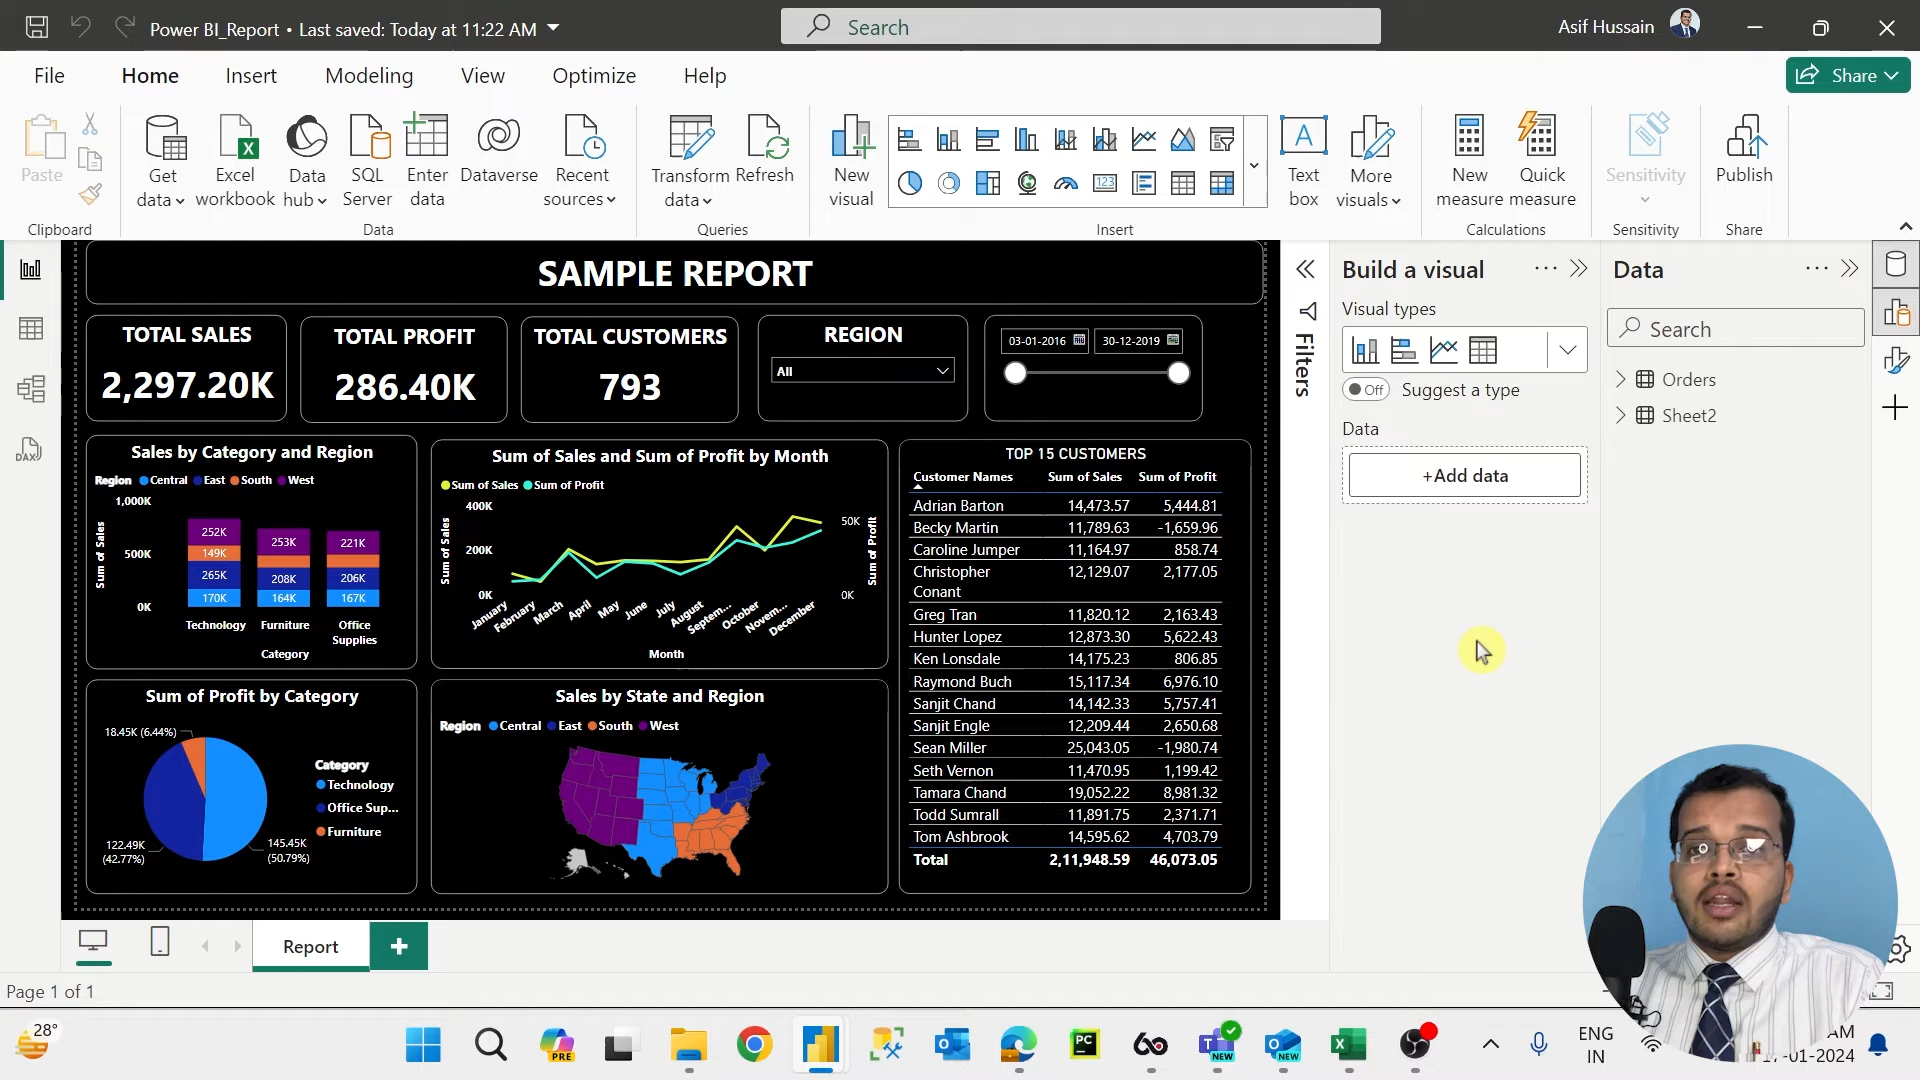 Power BI_Report • Last saved: Today at 11:22 AM
Search
Asif Hussain
File
Home
Insert
Modeling
View
Optimize
Help
Share
Paste
Get data
Excel workbook
Data hub
SQL Server
Enter data
Dataverse
Recent sources
Transform data
Refresh
New visual
Text box
More visuals
New measure
Quick measure
Sensitivity
Publish
Clipboard
Data
Queries
Insert
Calculations
Sensitivity
Share
SAMPLE REPORT
TOTAL SALES
2,297.20K
TOTAL PROFIT
286.40K
TOTAL CUSTOMERS
793
REGION
All
03-01-2016
30-12-2019
Sales by Category and Region
Region Central East South West
1,000K
500K
0K
Sum of Sales
252K
149K
265K
170K
253K
208K
164K
221K
206K
167K
Technology
Furniture
Office Supplies
Category
Sum of Sales and Sum of Profit by Month
Sum of Sales Sum of Profit
400K
200K
0K
Sum of Sales
50K
0K
Sum of Profit
January
February
March
April
May
June
July
August
Septem...
October
Novem...
December
Month
TOP 15 CUSTOMERS
Customer Names Sum of Sales Sum of Profit
Adrian Barton 14,473.57 5,444.81
Becky Martin 11,789.63 -1,659.96
Caroline Jumper 11,164.97 858.74
Christopher Conant 12,129.07 2,177.05
Greg Tran 11,820.12 2,163.43
Hunter Lopez 12,873.30 5,622.43
Ken Lonsdale 14,175.23 806.85
Raymond Buch 15,117.34 6,976.10
Sanjit Chand 14,142.33 5,757.41
Sanjit Engle 12,209.44 2,650.68
Sean Miller 25,043.05 -1,980.74
Seth Vernon 11,470.95 1,199.42
Tamara Chand 19,052.22 8,981.32
Todd Sumrall 11,891.75 2,371.71
Tom Ashbrook 14,595.62 4,703.79
Total 2,11,948.59 46,073.05
Sum of Profit by Category
18.45K (6.44%)
122.49K (42.77%)
145.45K (50.79%)
Category
Technology
Office Sup...
Furniture
Sales by State and Region
Region Central East South West
Filters
Build a visual
Visual types
Off
Suggest a type
Data
+Add data
Data
Search
Orders
Sheet2
DAX
Report
Page 1 of 1
28°
PRE
PC
NEW
NEW
ENG
IN
AM
-01-2024